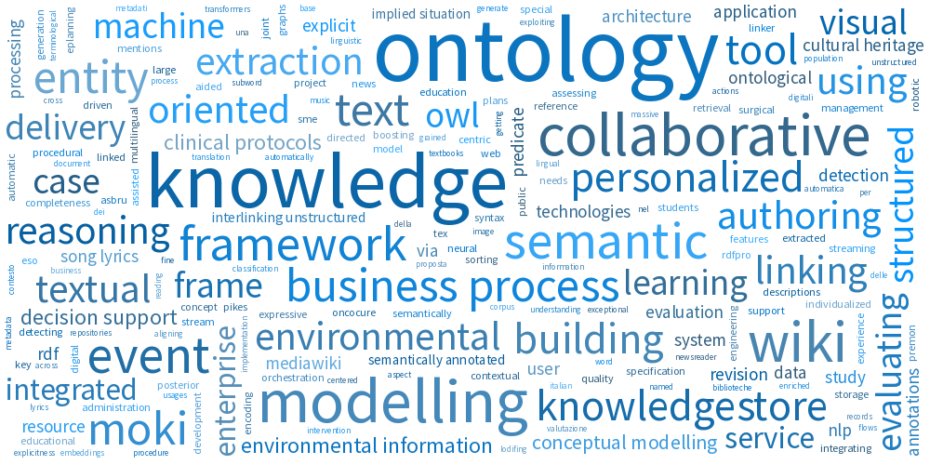 processing
generation
terminological
eplanning
metadati
transformers
una
joint
graphs
base
generate
exploiting
special
linker
machine
mentions
explicit
linguistic
implied situation
architecture
application
visual
cultural heritage
population
unstructured
entity
large
process
extraction
aided
subword
project
news
ontology
tool
ontological
using
robotic
cross
driven
multilingual
oriented
music
sme
text
education
owl
assessing
plans
getting
reference
massive
actions
retrieval
surgical
digitali
management
delivery
clinical protocols
directed
boosting
grained
centric
model
predicate
collaborative
automatic
procedural
linked
document
translation
automatically
textbooks
web
lingual
automatica
per
case
completeness
assisted
asbru
knowledge
public
needs
personalized
detection
structured
dei
interlinking unstructured
della
syntax
technologies
nel
students
authoring
reasoning
song lyrics
fine
framework
via
tex
image
neural
sorting
proposta
semantic
features
rdfpro
extracted
streaming
contesto
eso
business
textual
reading
classification
frame
business process
information
learning
linking
delle
descriptions
individualized
metadata
decision support
concept
pikes
stream
expressive
oncocure
semantically
corpus
understanding
exceptional
evaluation
support
detecting
repositories
aligning
key
across
rdf
digital
event
enterprise
implementation
environmental
building
system
engineering
wiki
experience
evaluating
premon
mediawiki
semantically annotated
newsreader
word
user
integrated
posterior
usages
orchestration
centered
aspect
contextual
quality
specification
revision
data
study
biblioteche
enriched
storage
lyrics
administration
encoding
modelling
italian
named
knowledgestore
records
annotations
resource
educational
moki
development
intervention
valutazione
nlp
flows
explicitness
embeddings
procedure
environmental information
lodifing
conceptual modelling
service
integrating